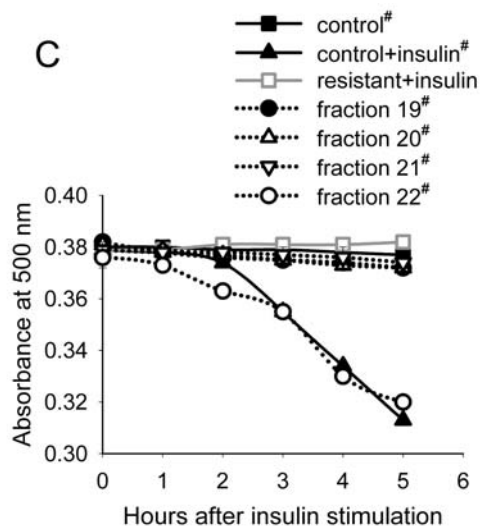 C
control#
control+insulin#
resistant+insulin
fraction 19#
fraction 20#
fraction 21#
fraction 22#
Absorbance at 500 nm
0.40
0.38
0.36
0.34
0.32
0.30
0 1 2 3 4 5 6
Hours after insulin stimulation